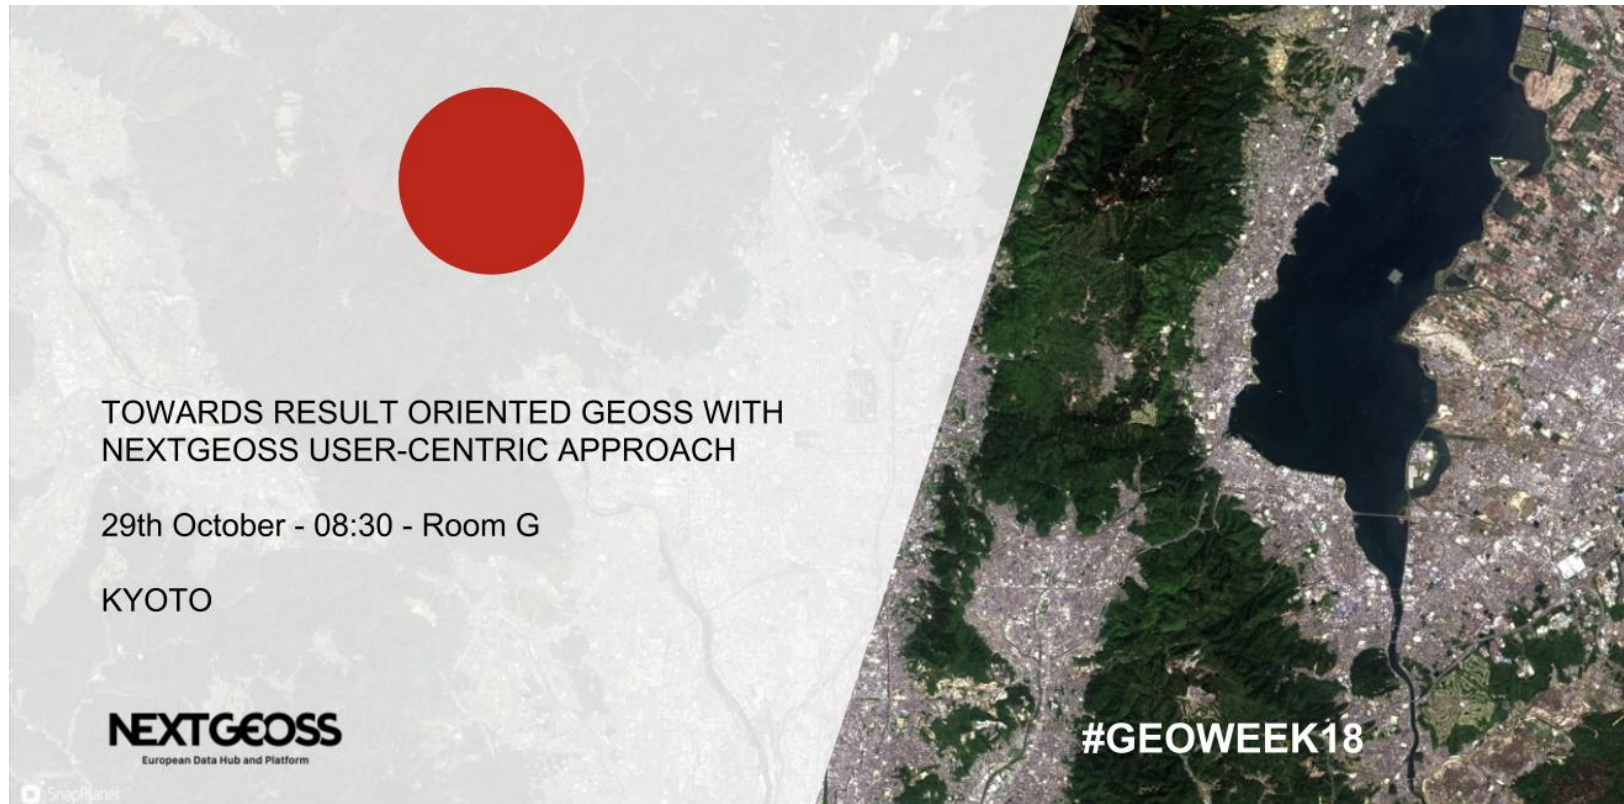 TOWARDS RESULT ORIENTED GEOSS WITH
NEXTGEOSS USER-CENTRIC APPROACH
29th October - 08:30 - Room G
KYOTO
NEXTGEOSS
European Data Hub and Platform
#GEOWEEK18
SnapPlanet